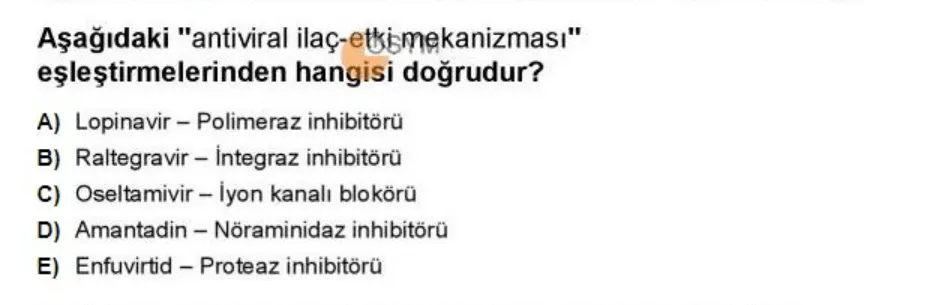 Aşağıdaki "antiviral ilaç-etki mekanizması"
ÖSYM
eşleştirmelerinden hangisi doğrudur?
A) Lopinavir – Polimeraz inhibitörü
B) Raltegravir – İntegraz inhibitörü
C) Oseltamivir – İyon kanalı blokörü
D) Amantadin – Nöraminidaz inhibitörü
E) Enfuvirtid – Proteaz inhibitörü